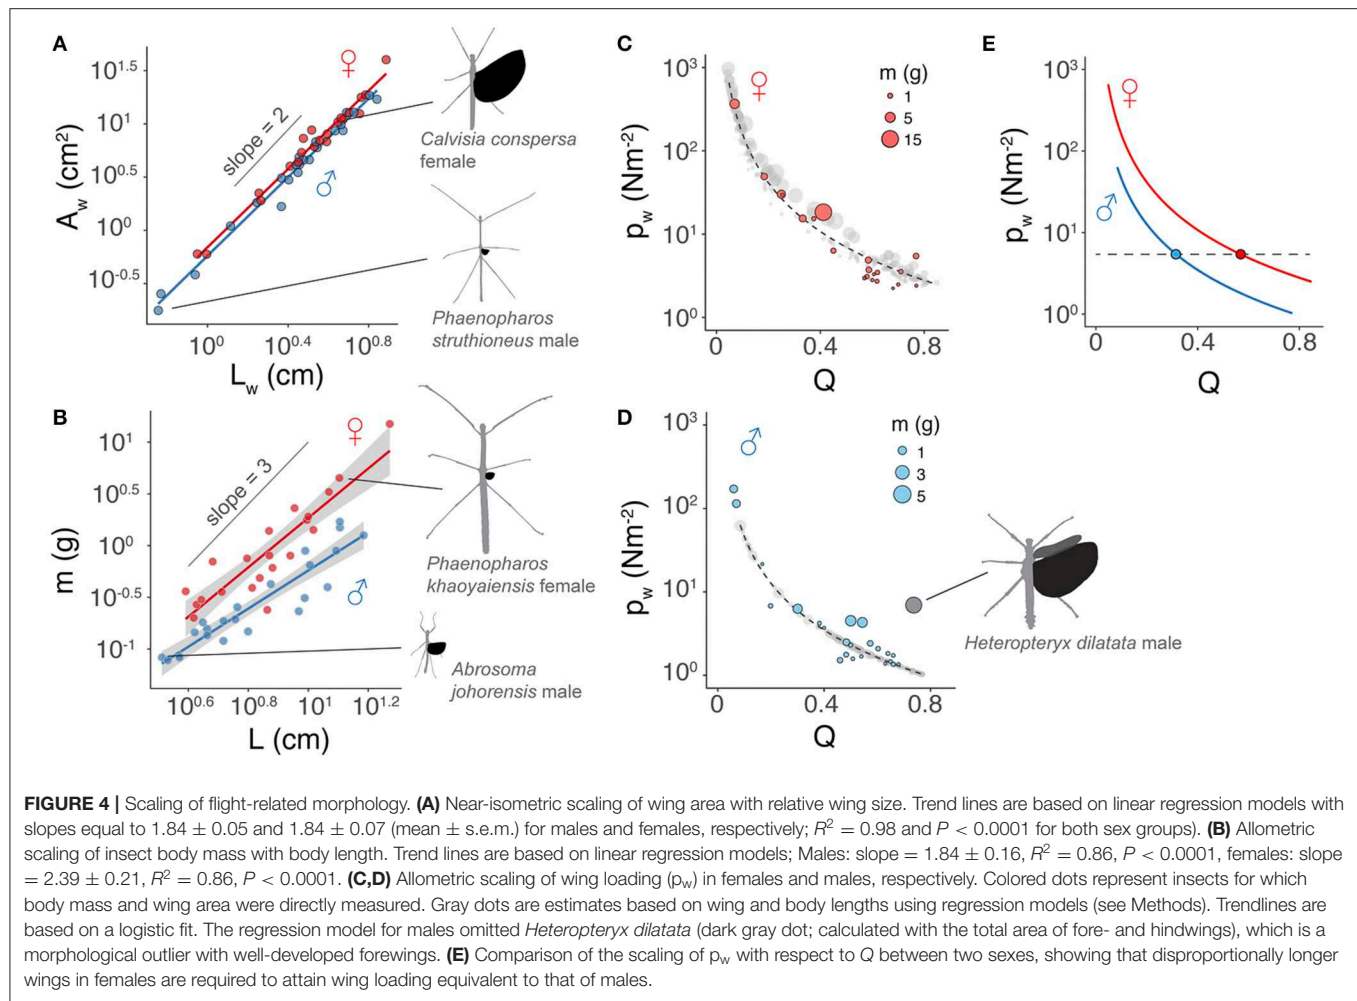 A
10^1.5
10^1
10^0.5
10^0
10^-0.5
A_w (cm^2)
slope = 2
♀
♂
10^0
10^0.4
10^0.8
L_w (cm)
Calvisia conspersa
female
Phaenopharos
struthioneus male
C
10^3
10^2
10^1
10^0
p_w (Nm^-2)
♀
m (g)
1
5
15
0
0.4
0.8
Q
E
10^3
10^2
10^1
10^0
p_w (Nm^-2)
♀
♂
0
0.4
0.8
Q
B
10^1
10^0.5
10^0
10^-0.5
10^-1
m (g)
slope = 3
♀
♂
10^0.6
10^0.8
10^1
10^1.2
L (cm)
Phaenopharos
khaoyaiensis female
Abrosoma
johorensis male
D
10^3
10^2
10^1
10^0
p_w (Nm^-2)
♂
m (g)
1
3
5
0
0.4
0.8
Q
Heteropteryx dilatata male
FIGURE 4 | Scaling of flight-related morphology. (A) Near-isometric scaling of wing area with relative wing size. Trend lines are based on linear regression models with
slopes equal to 1.84 ± 0.05 and 1.84 ± 0.07 (mean ± s.e.m.) for males and females, respectively; R² = 0.98 and P < 0.0001 for both sex groups). (B) Allometric
scaling of insect body mass with body length. Trend lines are based on linear regression models; Males: slope = 1.84 ± 0.16, R² = 0.86, P < 0.0001, females: slope
= 2.39 ± 0.21, R² = 0.86, P < 0.0001. (C,D) Allometric scaling of wing loading (p_w) in females and males, respectively. Colored dots represent insects for which
body mass and wing area were directly measured. Gray dots are estimates based on wing and body lengths using regression models (see Methods). Trendlines are
based on a logistic fit. The regression model for males omitted Heteropteryx dilatata (dark gray dot; calculated with the total area of fore- and hindwings), which is a
morphological outlier with well-developed forewings. (E) Comparison of the scaling of p_w with respect to Q between two sexes, showing that disproportionally longer
wings in females are required to attain wing loading equivalent to that of males.